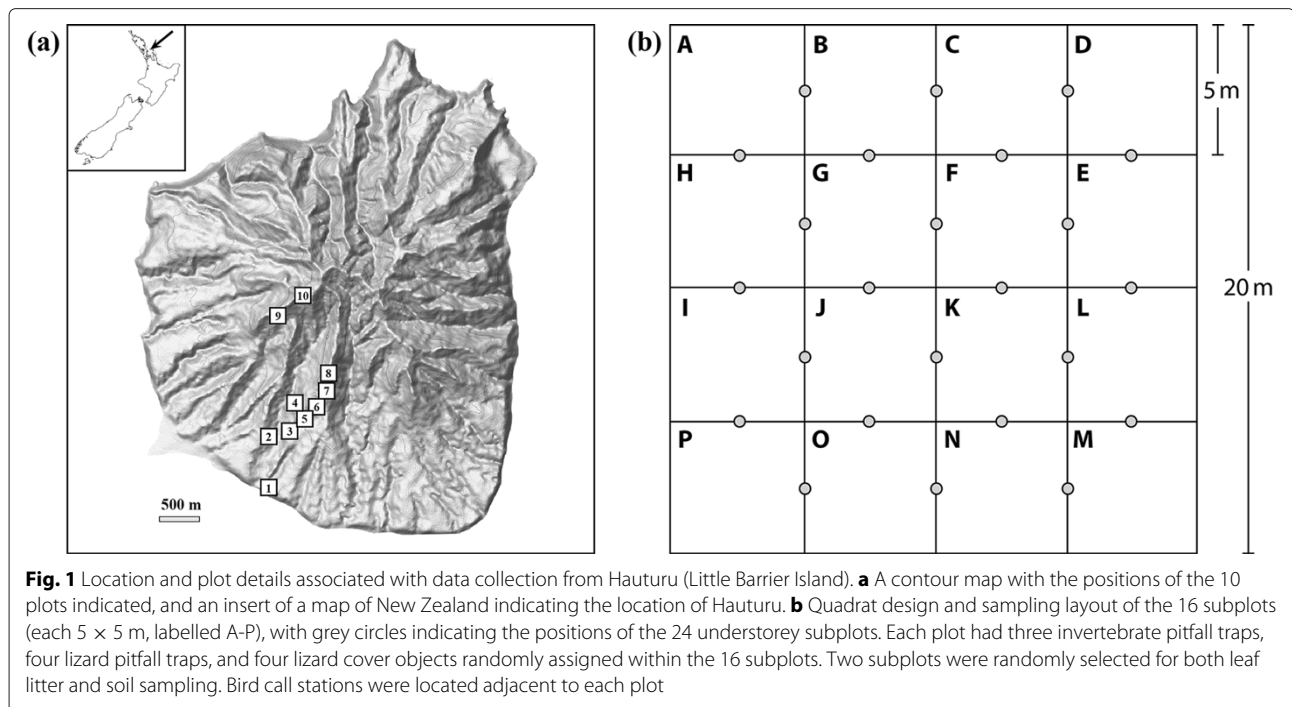 (a)
10
9
8
7
4
6
5
2
3
1
500 m
(b)
A B C D
5 m
H G F E
20 m
I J K L
P O N M
Fig. 1 Location and plot details associated with data collection from Hauturu (Little Barrier Island). a A contour map with the positions of the 10
plots indicated, and an insert of a map of New Zealand indicating the location of Hauturu. b Quadrat design and sampling layout of the 16 subplots
(each 5 × 5 m, labelled A-P), with grey circles indicating the positions of the 24 understorey subplots. Each plot had three invertebrate pitfall traps,
four lizard pitfall traps, and four lizard cover objects randomly assigned within the 16 subplots. Two subplots were randomly selected for both leaf
litter and soil sampling. Bird call stations were located adjacent to each plot